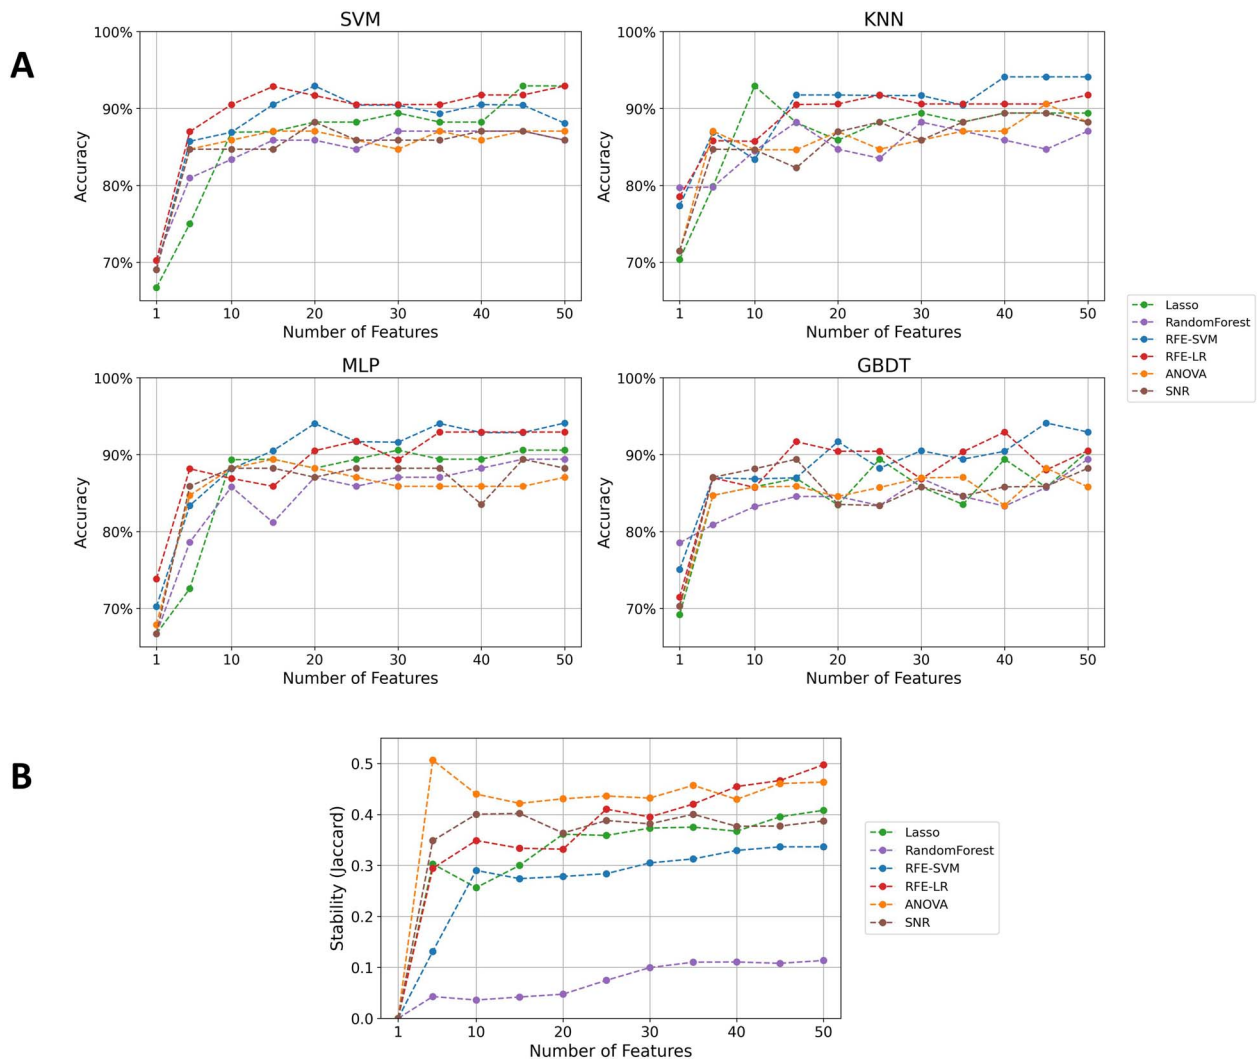 A
SVM
100%
90%
80%
70%
Accuracy
1 10 20 30 40 50
Number of Features
KNN
100%
90%
80%
70%
Accuracy
1 10 20 30 40 50
Number of Features
Lasso
RandomForest
RFE-SVM
RFE-LR
ANOVA
SNR
MLP
100%
90%
80%
70%
Accuracy
1 10 20 30 40 50
Number of Features
GBDT
100%
90%
80%
70%
Accuracy
1 10 20 30 40 50
Number of Features
B
0.5
0.4
0.3
0.2
0.1
0.0
Stability (Jaccard)
1 10 20 30 40 50
Number of Features
Lasso
RandomForest
RFE-SVM
RFE-LR
ANOVA
SNR